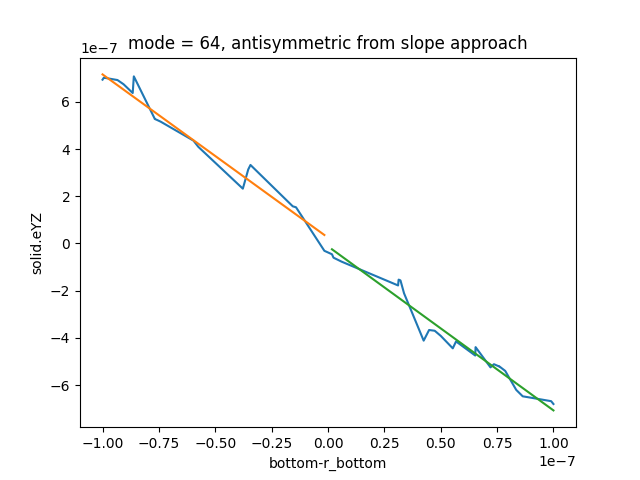 mode = 64, antisymmetric from slope approach
1e−7
6
4
2
0
−2
−4
−6
solid.eYZ
−1.00 −0.75 −0.50 −0.25 0.00 0.25 0.50 0.75 1.00
bottom-r_bottom
1e−7